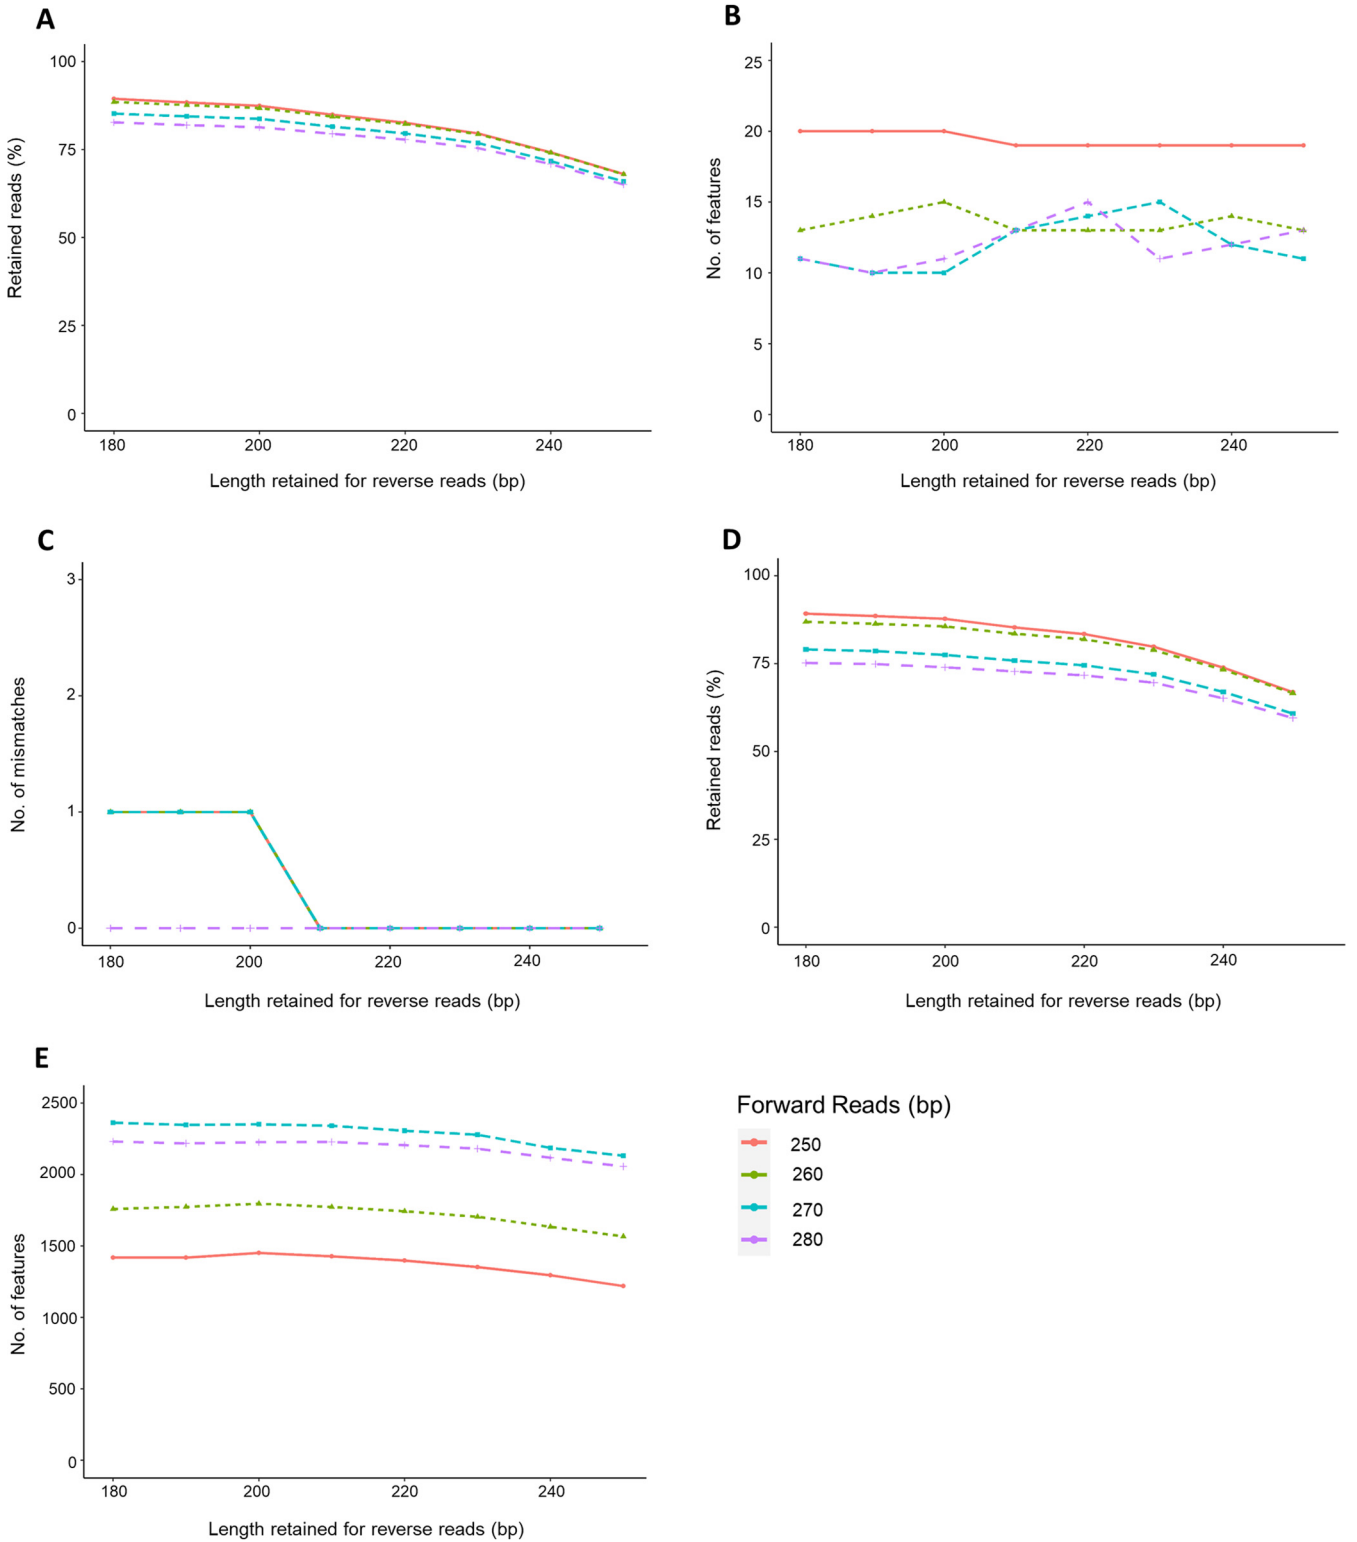 A
100
75
50
25
0
Retained reads (%)
180 200 220 240
Length retained for reverse reads (bp)
B
25
20
15
10
5
0
No. of features
180 200 220 240
Length retained for reverse reads (bp)
C
3
2
1
0
No. of mismatches
180 200 220 240
Length retained for reverse reads (bp)
D
100
75
50
25
0
Retained reads (%)
180 200 220 240
Length retained for reverse reads (bp)
E
2500
2000
1500
1000
500
0
No. of features
180 200 220 240
Length retained for reverse reads (bp)
Forward Reads (bp)
250
260
270
280